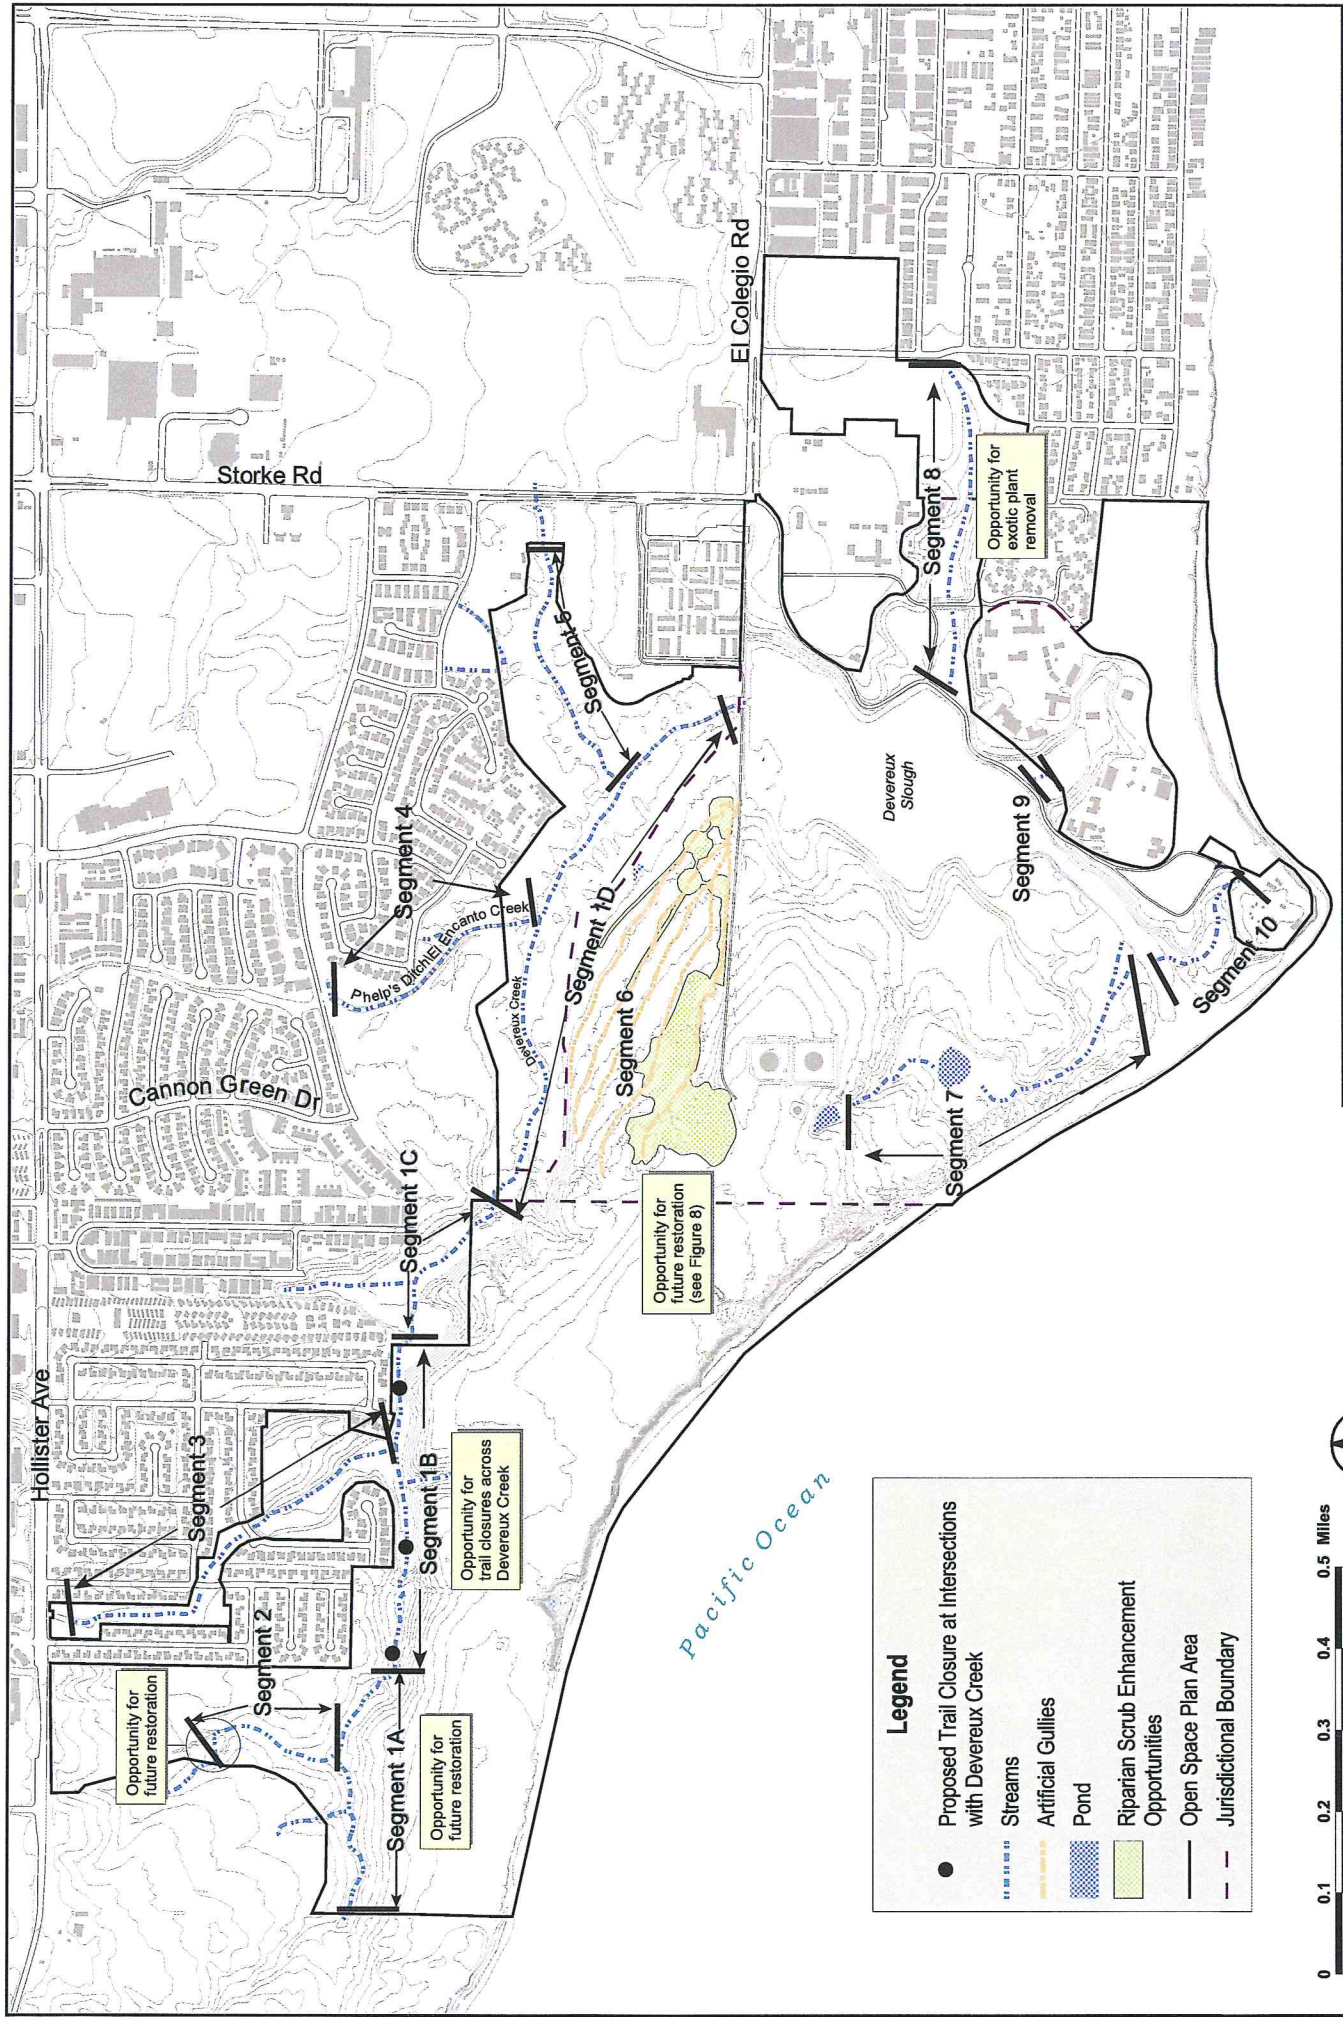 Hollister Ave
Segment 3
Segment 2
Opportunity for
future restoration
Segment 1A
Opportunity for
future restoration
Segment 1B
Opportunity for
trail closures across
Devereux Creek
Segment 1C
Cannon Green Dr
Segment 4
Phelp's Ditch\El Encanto Creek
Devereux Creek
Segment 1D
Segment 5
Storke Rd
El Colegio Rd
Segment 6
Opportunity for
future restoration
(see Figure 8)
Segment 7
Segment 8
Opportunity for
exotic plant
removal
Devereux
Slough
Segment 9
Segment 10
Pacific Ocean
Legend
Proposed Trail Closure at Intersections
with Devereux Creek
Streams
Artificial Gullies
Pond
Riparian Scrub Enhancement
Opportunities
Open Space Plan Area
Jurisdictional Boundary
0 0.1 0.2 0.3 0.4 0.5 Miles